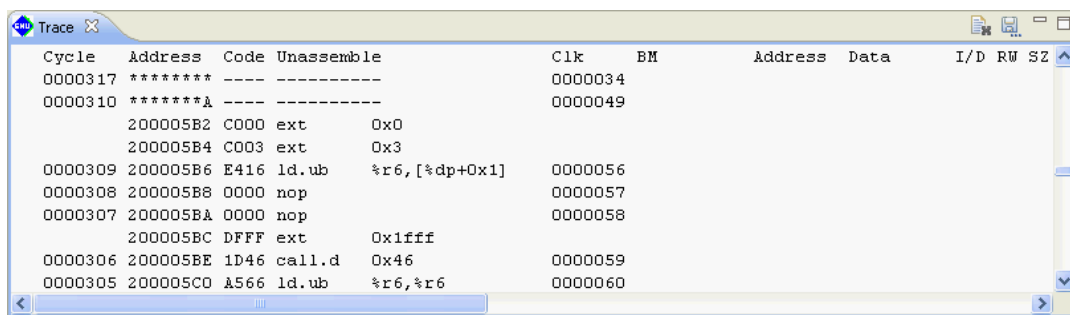 GNU Trace
Cycle Address Code Unassemble Clk BM Address Data I/D RW SZ
0000317 ******** ---- ---------- 0000034
0000310 *******A ---- ---------- 0000049
200005B2 C000 ext 0x0
200005B4 C003 ext 0x3
0000309 200005B6 E416 ld.ub %r6,[%dp+0x1] 0000056
0000308 200005B8 0000 nop 0000057
0000307 200005BA 0000 nop 0000058
200005BC DFFF ext 0x1fff
0000306 200005BE 1D46 call.d 0x46 0000059
0000305 200005C0 A566 ld.ub %r6,%r6 0000060